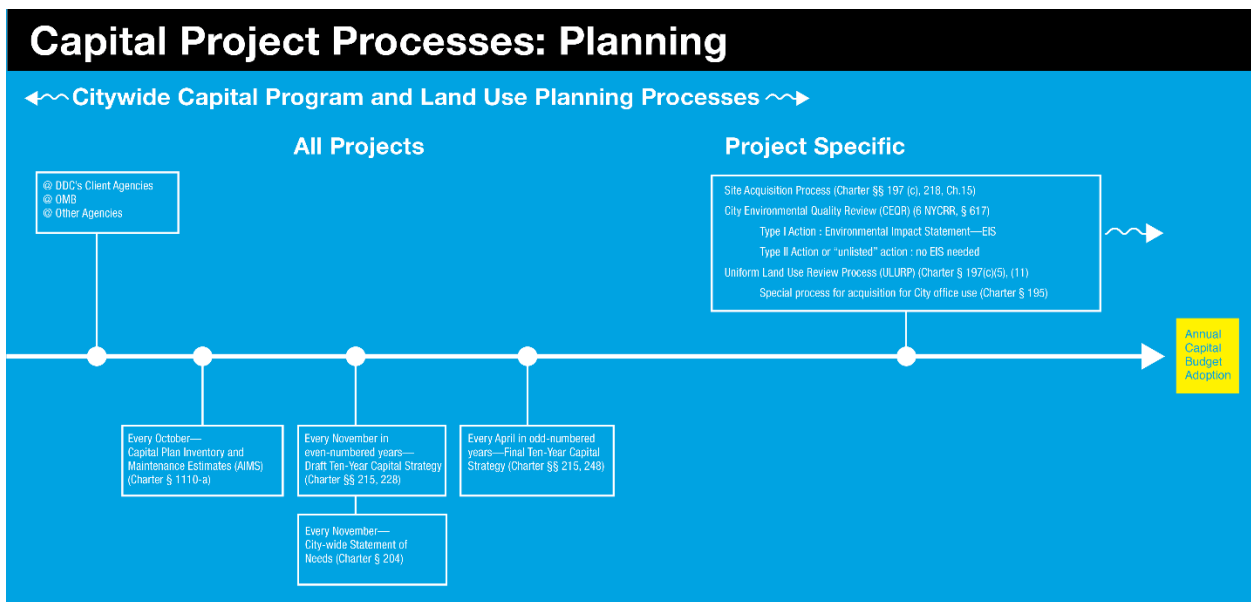 Capital Project Processes: Planning
Citywide Capital Program and Land Use Planning Processes
All Projects
Project Specific
@ DDC's Client Agencies
@ OMB
@ Other Agencies
Site Acquisition Process (Charter §§ 197 (c), 218, Ch.15)
City Environmental Quality Review (CEQR) (6 NYCRR, § 617)
Type I Action : Environmental Impact Statement—EIS
Type II Action or “unlisted” action : no EIS needed
Uniform Land Use Review Process (ULURP) (Charter § 197(c)(5), (11)
Special process for acquisition for City office use (Charter § 195)
Annual
Capital
Budget
Adoption
Every October—
Capital Plan Inventory and
Maintenance Estimates (AIMS)
(Charter § 1110-a)
Every November in
even-numbered years—
Draft Ten-Year Capital Strategy
(Charter §§ 215, 228)
Every April in odd-numbered
years—Final Ten-Year Capital
Strategy (Charter §§ 215, 248)
Every November—
City-wide Statement of
Needs (Charter § 204)